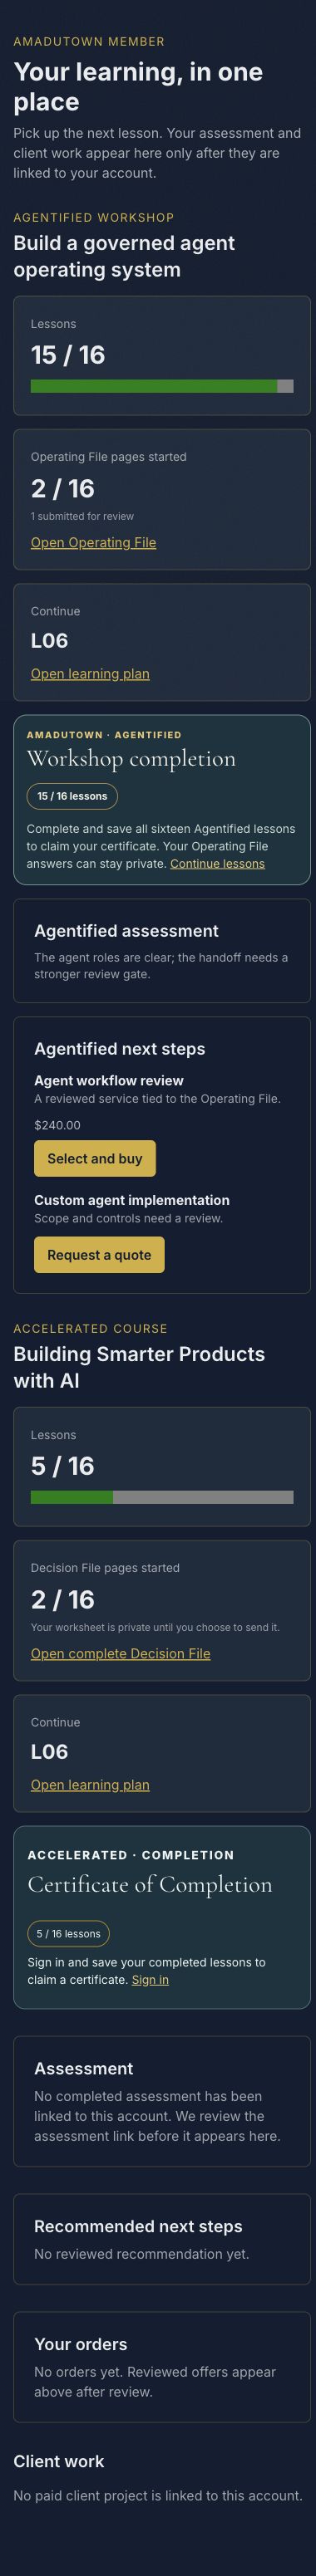 AMADUTOWN MEMBER
Your learning, in one
place
Pick up the next lesson. Your assessment and
client work appear here only after they are
linked to your account.
AGENTIFIED WORKSHOP
Build a governed agent
operating system
Lessons
15 / 16
Operating File pages started
2 / 16
1 submitted for review
Open Operating File
Continue
L06
Open learning plan
AMADUTOWN · AGENTIFIED
Workshop completion
15 / 16 lessons
Complete and save all sixteen Agentified lessons
to claim your certificate. Your Operating File
answers can stay private. Continue lessons
Agentified assessment
The agent roles are clear; the handoff needs a
stronger review gate.
Agentified next steps
Agent workflow review
A reviewed service tied to the Operating File.
$240.00
Select and buy
Custom agent implementation
Scope and controls need a review.
Request a quote
ACCELERATED COURSE
Building Smarter Products
with AI
Lessons
5 / 16
Decision File pages started
2 / 16
Your worksheet is private until you choose to send it.
Open complete Decision File
Continue
L06
Open learning plan
ACCELERATED · COMPLETION
Certificate of Completion
5 / 16 lessons
Sign in and save your completed lessons to
claim a certificate. Sign in
Assessment
No completed assessment has been
linked to this account. We review the
assessment link before it appears here.
Recommended next steps
No reviewed recommendation yet.
Your orders
No orders yet. Reviewed offers appear
above after review.
Client work
No paid client project is linked to this account.